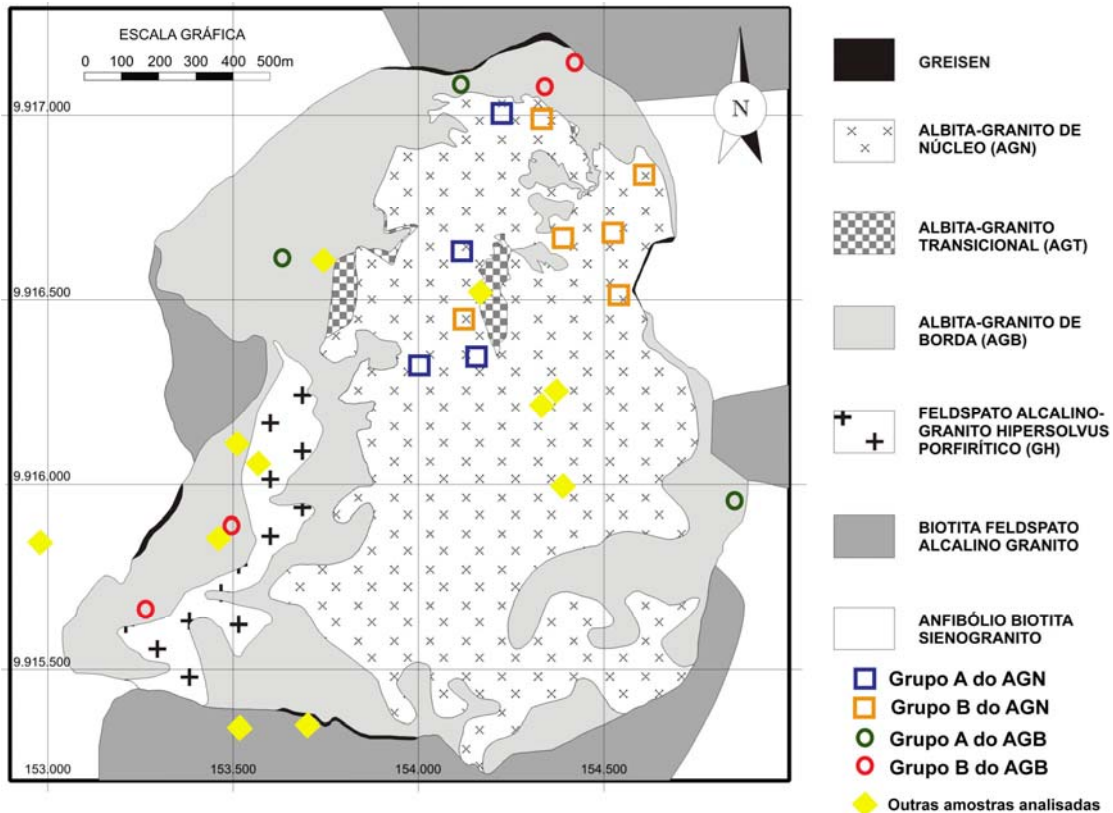 ESCALA GRÁFICA
0 100 200 300 400 500m
9.917.000
9.916.500
9.916.000
9.915.500
153.000
153.500
154.000
154.500
N
GREISEN
ALBITA-GRANITO DE
NÚCLEO (AGN)
ALBITA-GRANITO
TRANSICIONAL (AGT)
ALBITA-GRANITO DE
BORDA (AGB)
FELDSPATO ALCALINO-
GRANITO HIPERSOLVUS
PORFIRÍTICO (GH)
BIOTITA FELDSPATO
ALCALINO GRANITO
ANFIBÓLIO BIOTITA
SIENOGRANITO
Grupo A do AGN
Grupo B do AGN
Grupo A do AGB
Grupo B do AGB
Outras amostras analisadas